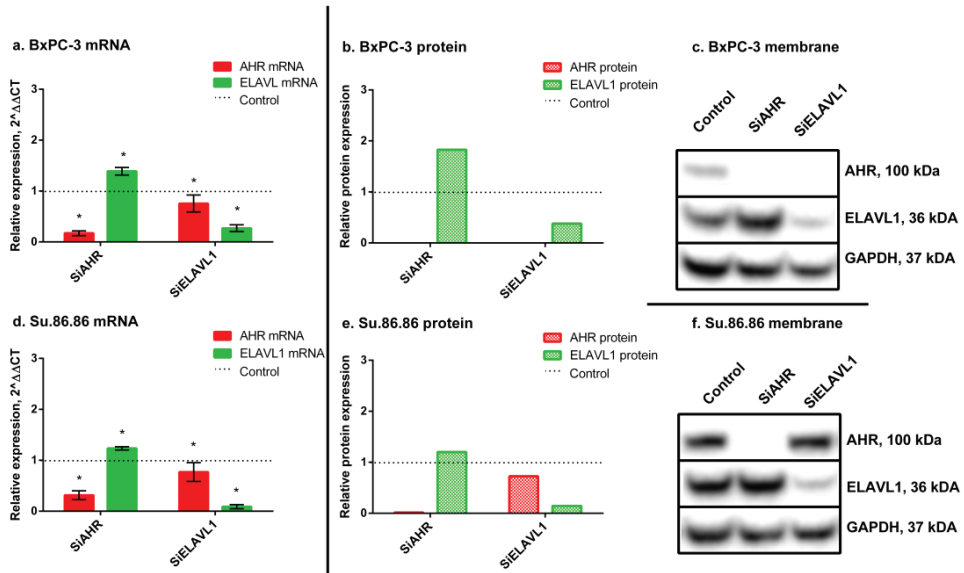 a. BxPC-3 mRNA
AHR mRNA
ELAVL mRNA
Control
Relative expression, 2^ΔΔCT
3
2
1
0
*
*
*
*
SiAHR
SiELAVL1
b. BxPC-3 protein
AHR protein
ELAVL1 protein
Control
Relative protein expression
3
2
1
0
SiAHR
SiELAVL1
c. BxPC-3 membrane
Control
SiAHR
SiELAVL1
AHR, 100 kDa
ELAVL1, 36 kDA
GAPDH, 37 kDA
d. Su.86.86 mRNA
AHR mRNA
ELAVL1 mRNA
Control
Relative expression, 2^ΔΔCT
3
2
1
0
*
*
*
*
SiAHR
SiELAVL1
e. Su.86.86 protein
AHR protein
ELAVL1 protein
Control
Relative protein expression
3
2
1
0
SiAHR
SiELAVL1
f. Su.86.86 membrane
Control
SiAHR
SiELAVL1
AHR, 100 kDa
ELAVL1, 36 kDA
GAPDH, 37 kDA